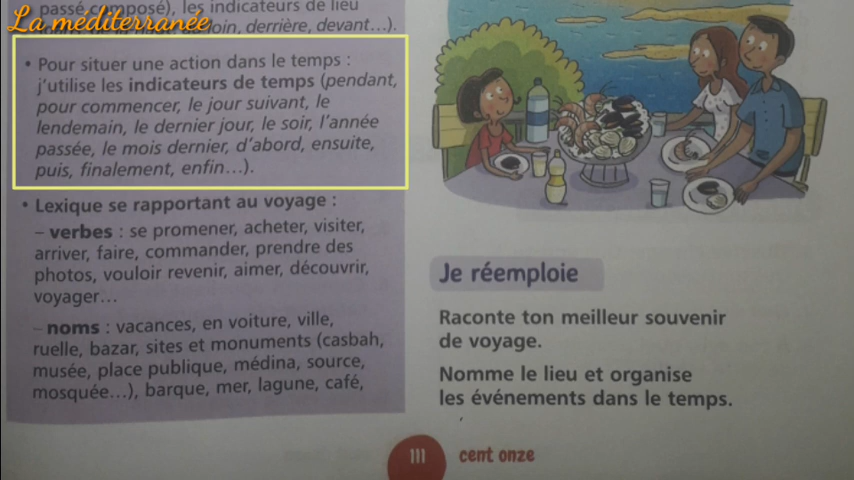 La méditerranée
passé composé), les indicateurs de lieu
loin, derrière, devant...).
• Pour situer une action dans le temps :
j'utilise les indicateurs de temps (pendant,
pour commencer, le jour suivant, le
lendemain, le dernier jour, le soir, l'année
passée, le mois dernier, d'abord, ensuite,
puis, finalement, enfin...).
• Lexique se rapportant au voyage :
– verbes : se promener, acheter, visiter,
arriver, faire, commander, prendre des
photos, vouloir revenir, aimer, découvrir,
voyager...
– noms : vacances, en voiture, ville,
ruelle, bazar, sites et monuments (casbah,
musée, place publique, médina, source,
mosquée...), barque, mer, lagune, café,
Je réemploie
Raconte ton meilleur souvenir
de voyage.
Nomme le lieu et organise
les événements dans le temps.
111 cent onze